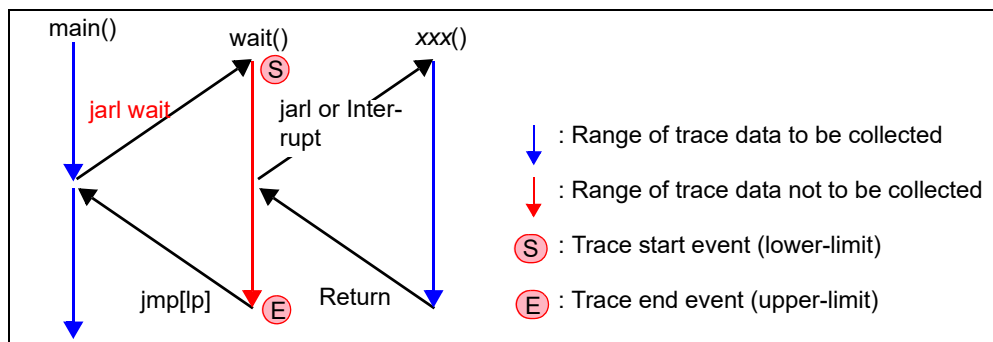 main()
wait()
xxx()
S
jarl wait
jarl or Inter-
rupt
jmp[lp]
E
Return
: Range of trace data to be collected
: Range of trace data not to be collected
S : Trace start event (lower-limit)
E : Trace end event (upper-limit)